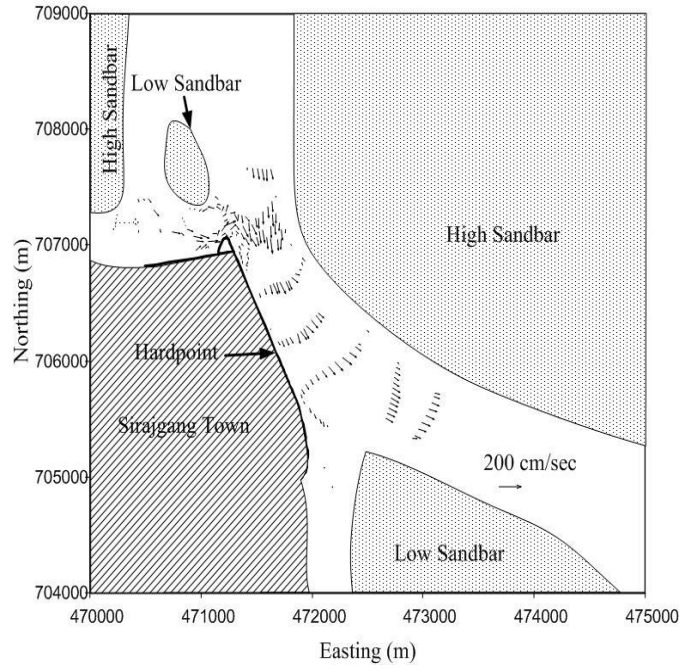 709000
708000
707000
706000
705000
704000
Northing (m)
High Sandbar
Low Sandbar
High Sandbar
Hardpoint
Sirajgang Town
200 cm/sec
Low Sandbar
470000 471000 472000 473000 474000 475000
Easting (m)